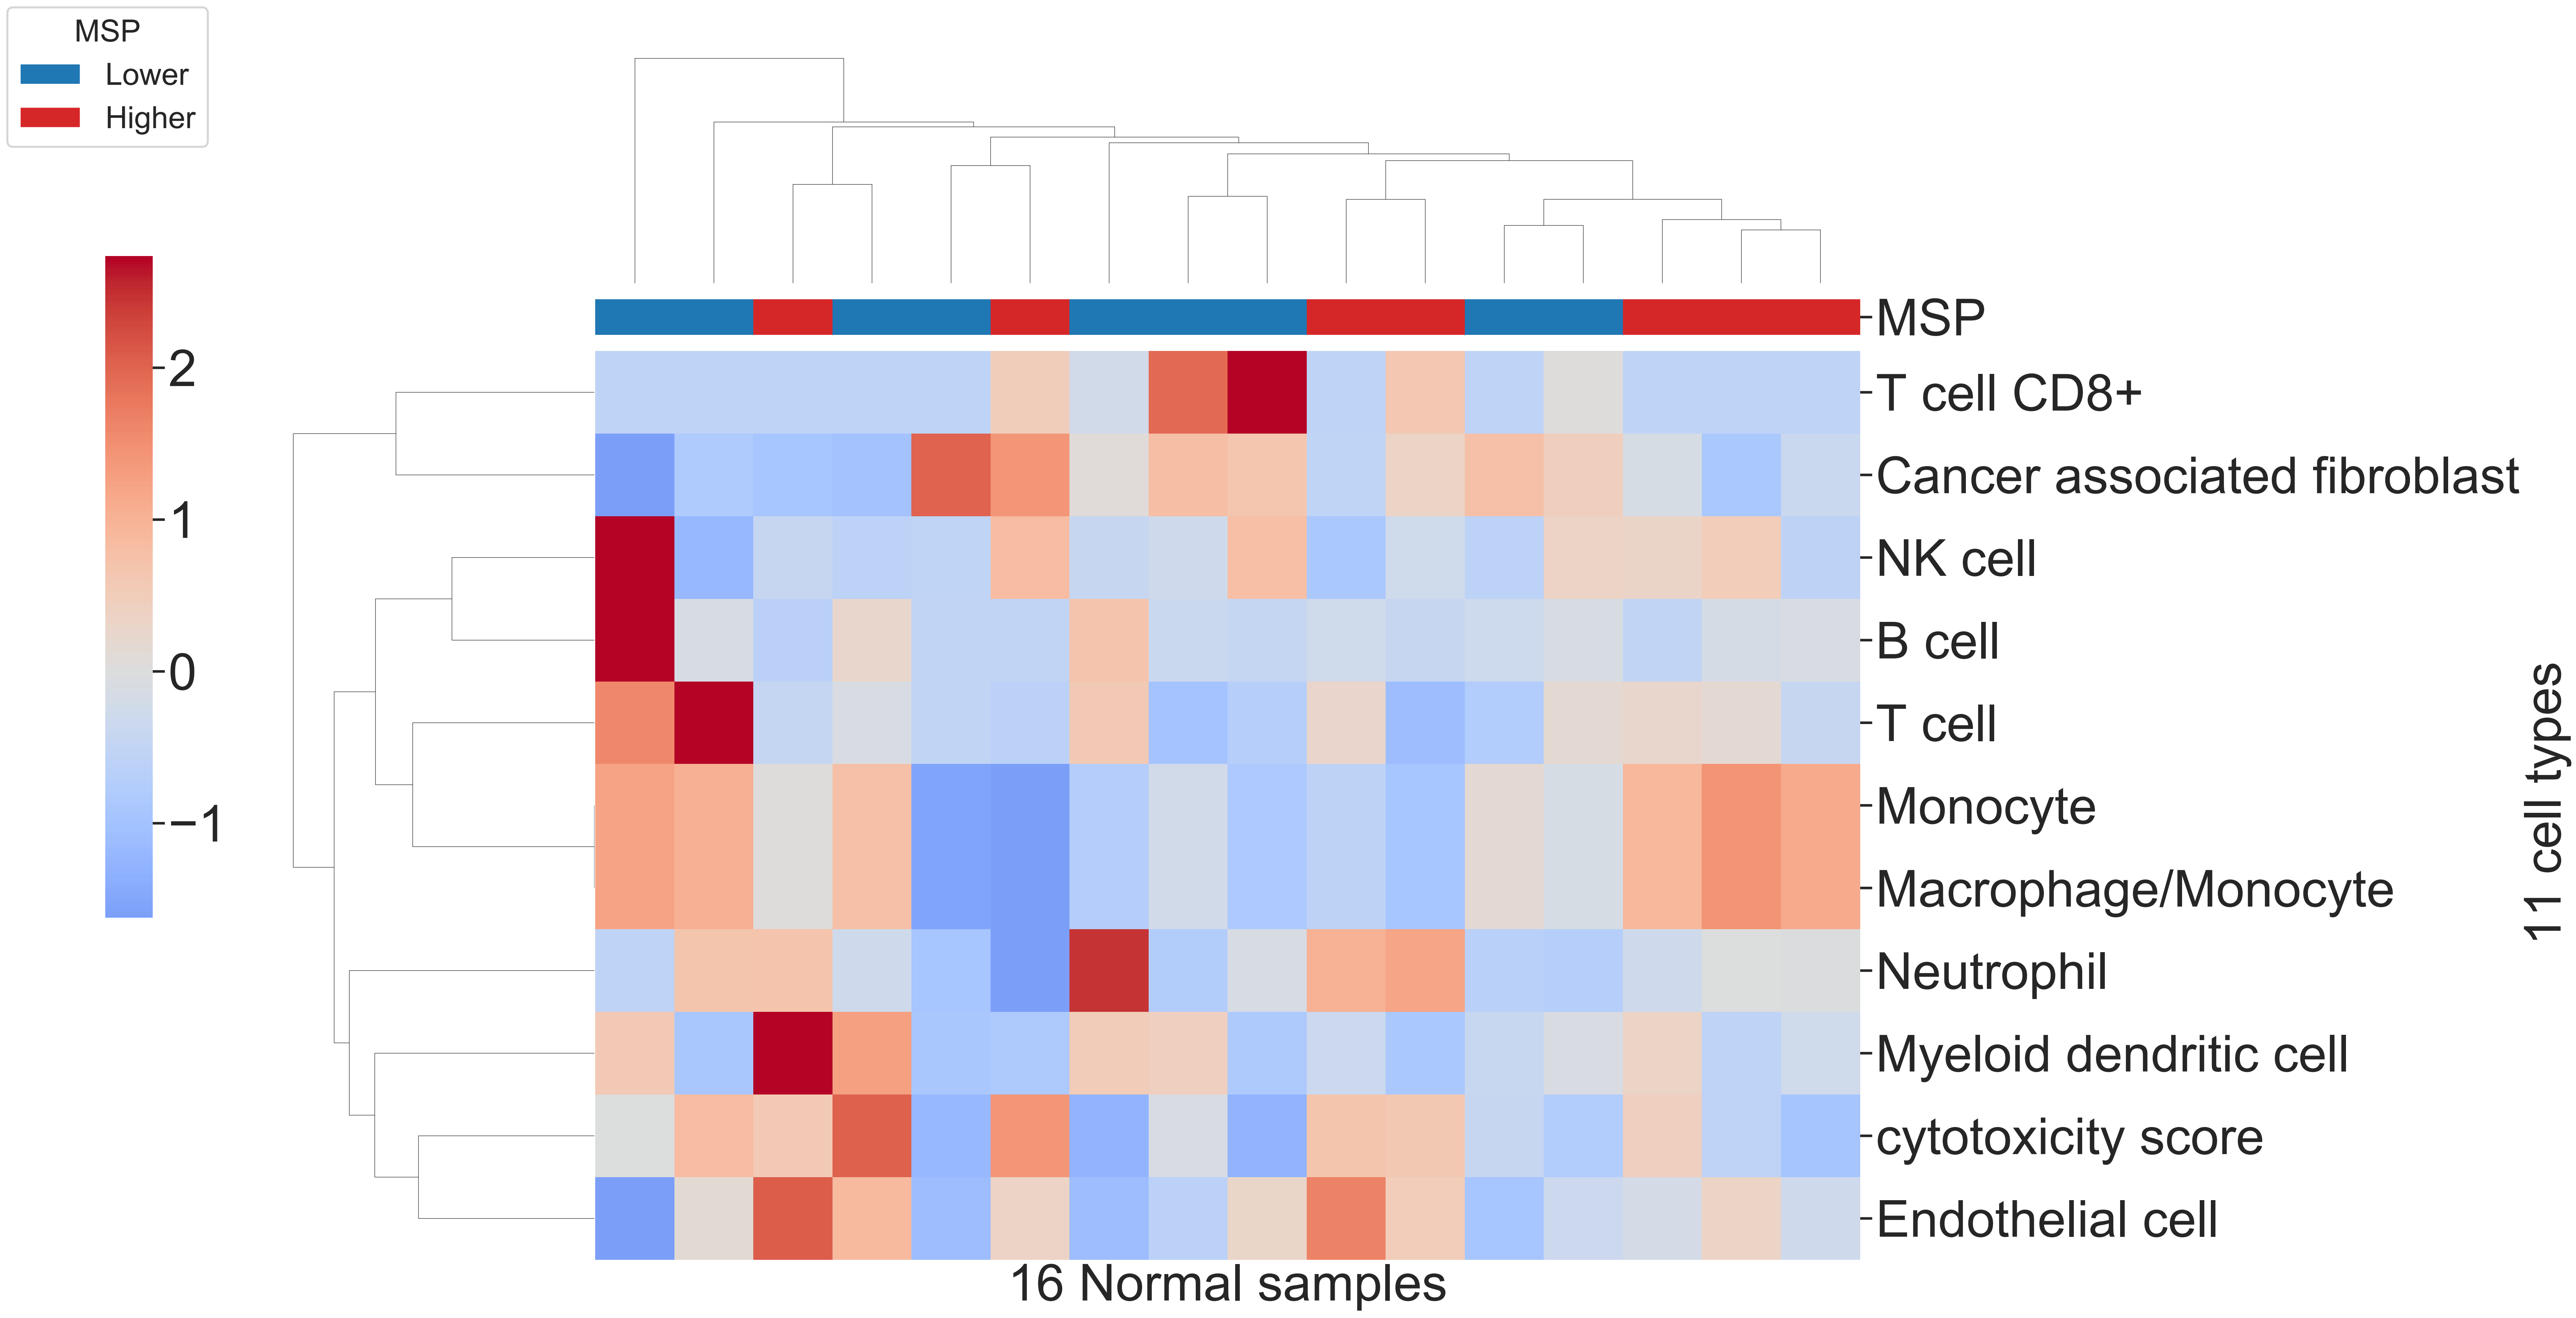 MSP
Lower
Higher
2
1
0
−1
MSP
T cell CD8+
Cancer associated fibroblast
NK cell
B cell
T cell
Monocyte
Macrophage/Monocyte
Neutrophil
Myeloid dendritic cell
cytotoxicity score
Endothelial cell
11 cell types
16 Normal samples